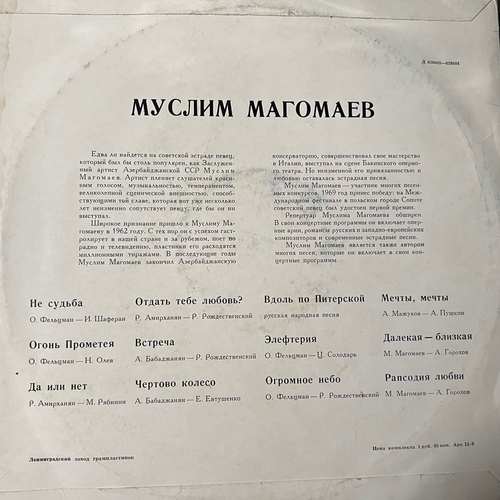 МУСЛИМ МАГОМАЕВ
Едва ли найдется на советской эстраде певец,
который был бы столь популярен, как Заслужен-
ный артист Азербайджанской ССР Муслим
Магомаев. Артист пленяет слушателей краси-
вым голосом, музыкальностью, темпераментом,
великолепной сценической внешностью, способ-
ствующими той славе, которая вот уже несколько
лет неизменно сопутствует певцу, где бы он ни
выступал.
Широкое признание пришло к Муслиму Ма-
гомаеву в 1962 году. С тех пор он с успехом гаст-
ролирует в нашей стране и за рубежом, поет по
радио и телевидению, пластинки его расходятся
миллионными тиражами. В последующие годы
Муслим Магомаев закончил Азербайджанскую
консерваторию, совершенствовал свое мастерство
в Италии, выступал на сцене Бакинского оперно-
го театра. Но неизменной его привязанностью и
любовью оставалась эстрадная песня.
Муслим Магомаев — участник многих песен-
ных конкурсов. 1969 год принес победу: на Меж-
дународном фестивале в польском городе Сопоте
советский певец был удостоен первой премии.
Репертуар Муслима Магомаева обширен.
В свои концертные программы он включает опер-
ные арии, романсы русских и западно-европейских
композиторов и современные эстрадные песни.
Муслим Магомаев является также автором
многих песен, которые он включает в свои кон-
цертные программы.
Не судьба
О. Фельцман — И. Шаферан
Огонь Прометея
О. Фельцман — Н. Олев
Да или нет
Р. Амирханян — М. Рябинин
Отдать тебе любовь?
Р. Амирханян — Р. Рождественский
Встреча
А. Бабаджанян — Р. Рождественский
Чертово колесо
А. Бабаджанян — Е. Евтушенко
Вдоль по Питерской
русская народная песня
Элефтерия
О. Фельцман — Ц. Солодарь
Огромное небо
О. Фельцман — Р. Рождественский
Мечты, мечты
А. Мажуков — А. Пушкин
Далекая — близкая
М. Магомаев — А. Горохов
Рапсодия любви
М. Магомаев — А. Горохов
Ленинградский завод грампластинок